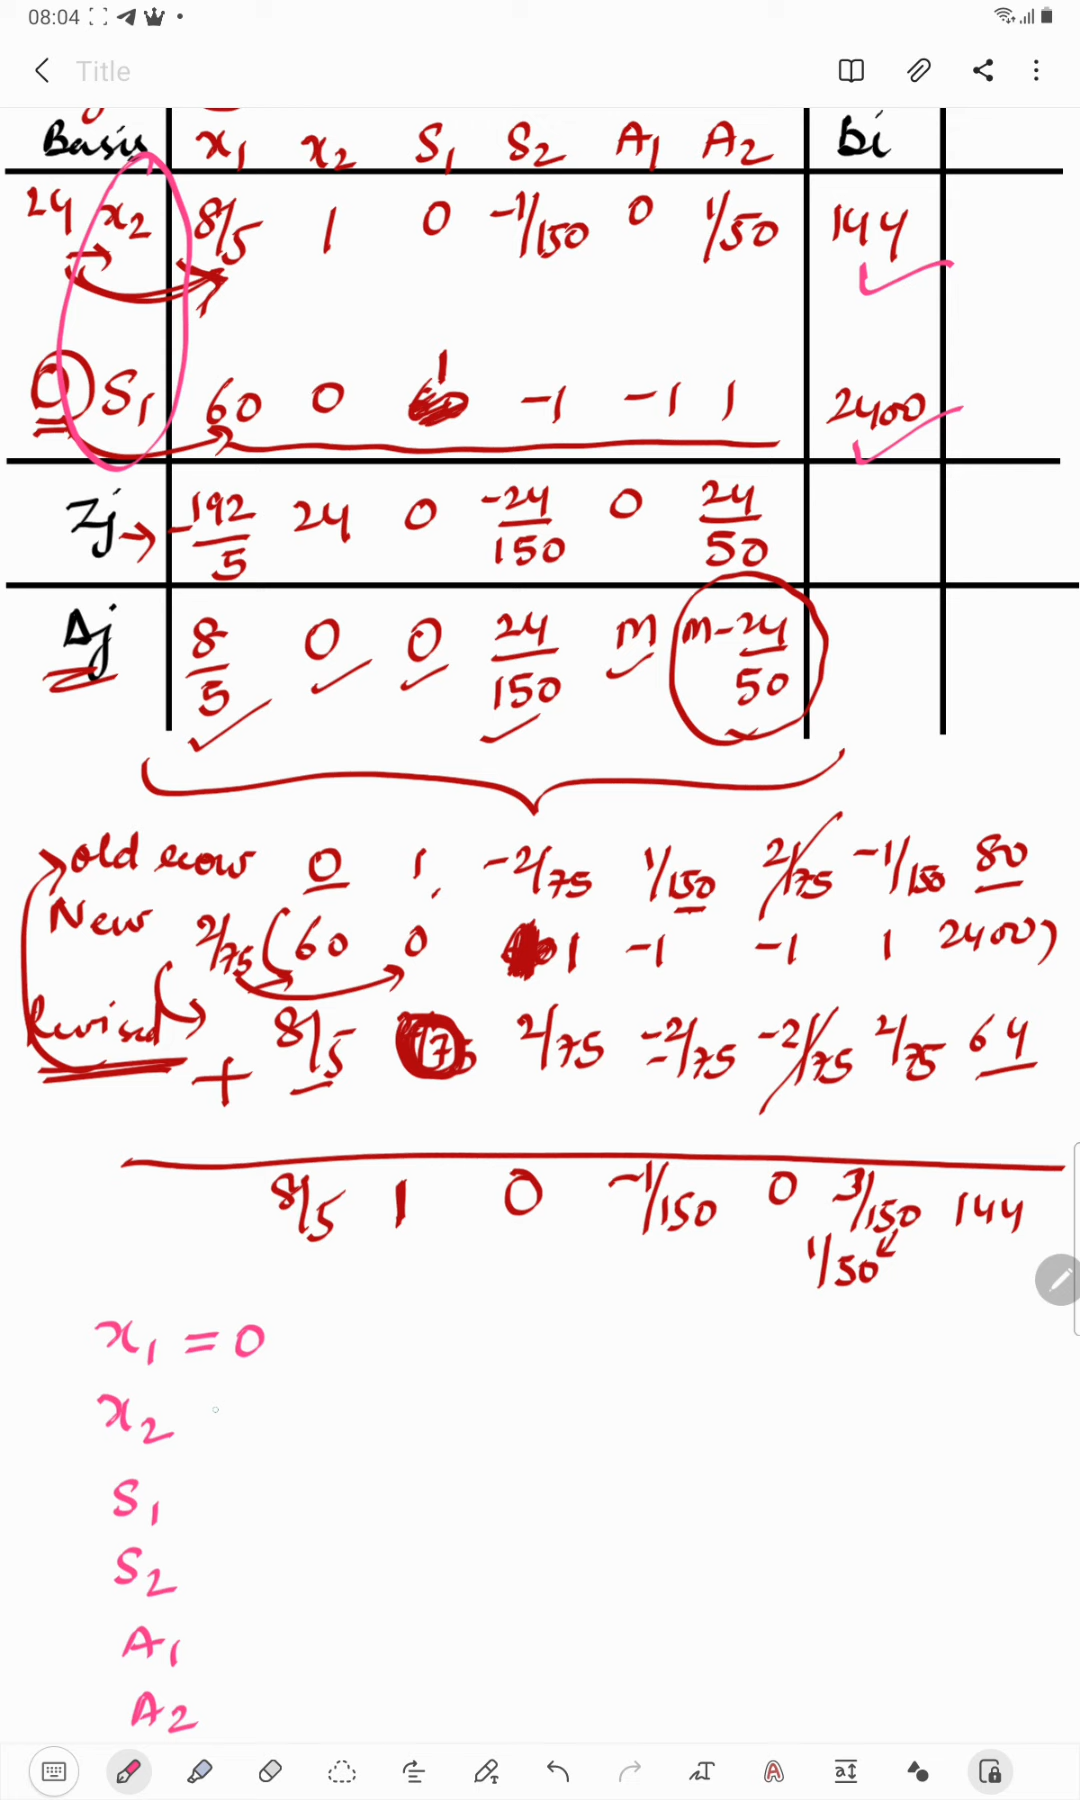 08:04
Title
Basis x1 x2 S1 S2 A1 A2 bi
24 x2 8/5 1 0 -1/150 0 1/50 144
0 S1 60 0 1 -1 -1 1 2400
Zj → -192/5 24 0 -24/150 0 24/50
Δj 8/5 0 0 24/150 M M-24/50
old row 0 1 -2/75 1/150 2/75 -1/150 80
New 2/75 (60 0 1 -1 -1 1 2400)
Revised + 8/5 2/75 -2/75 -2/75 2/75 64
8/5 1 0 -1/150 0 3/150 144
1/50
x1 = 0
x2
S1
S2
A1
A2